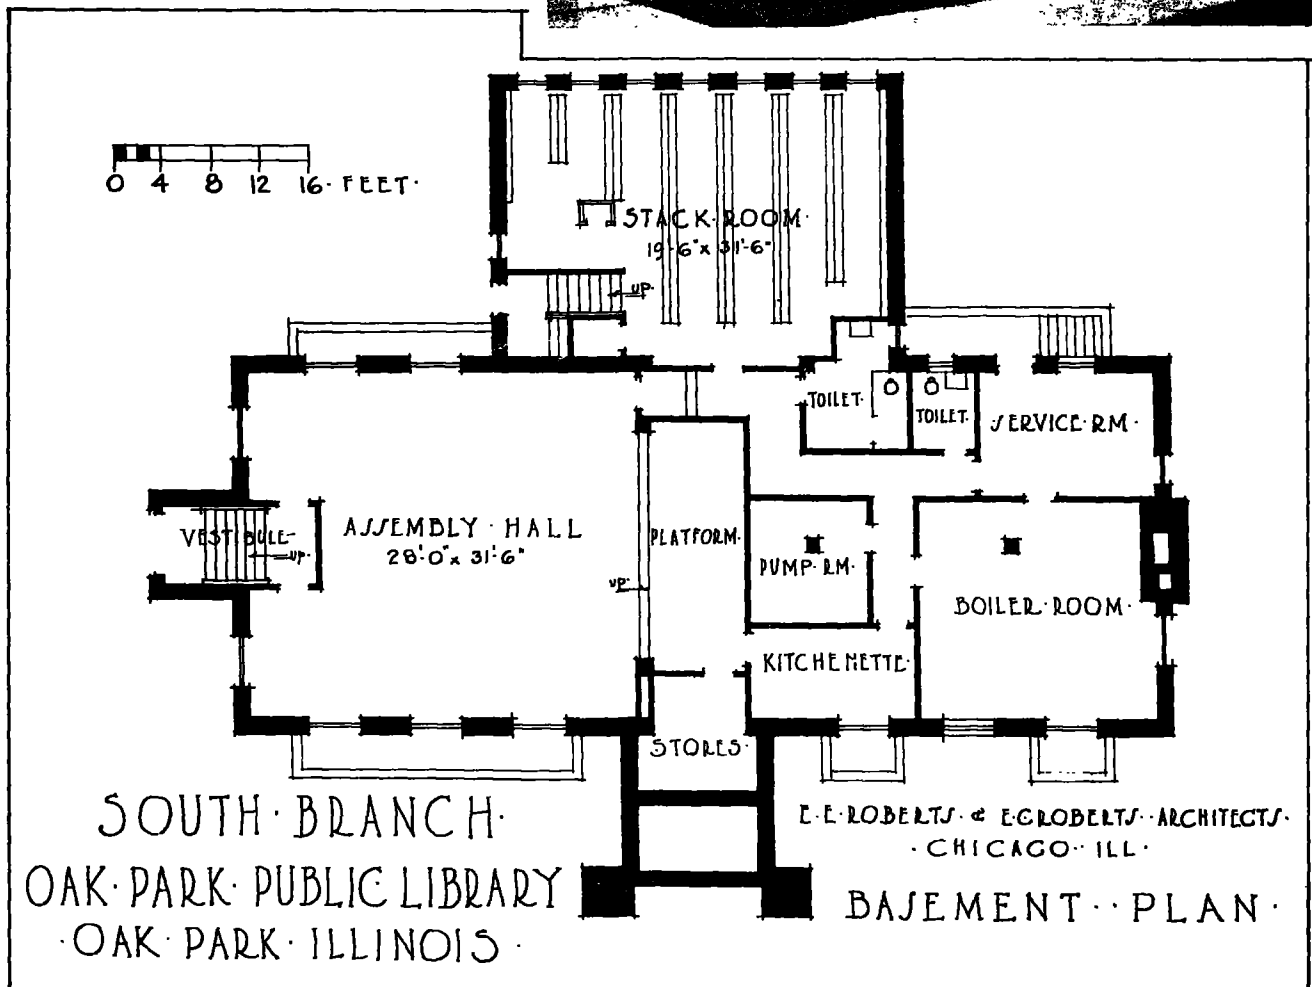 0 4 8 12 16· FEET·
STACK·ROOM·
19'-6" x 31'-6"
UP·
TOILET·
TOILET·
SERVICE·RM·
VESTIBULE
UP·
ASSEMBLY·HALL
28'-0" x 31'-6"
UP·
PLATFORM·
PUMP·RM·
BOILER·ROOM·
KITCHENETTE·
STORES·
SOUTH·BRANCH·
OAK·PARK·PUBLIC LIBRARY
·OAK·PARK·ILLINOIS·
E·E·ROBERTS·& E·G·ROBERTS··ARCHITECTS·
·CHICAGO··ILL·
BASEMENT··PLAN·